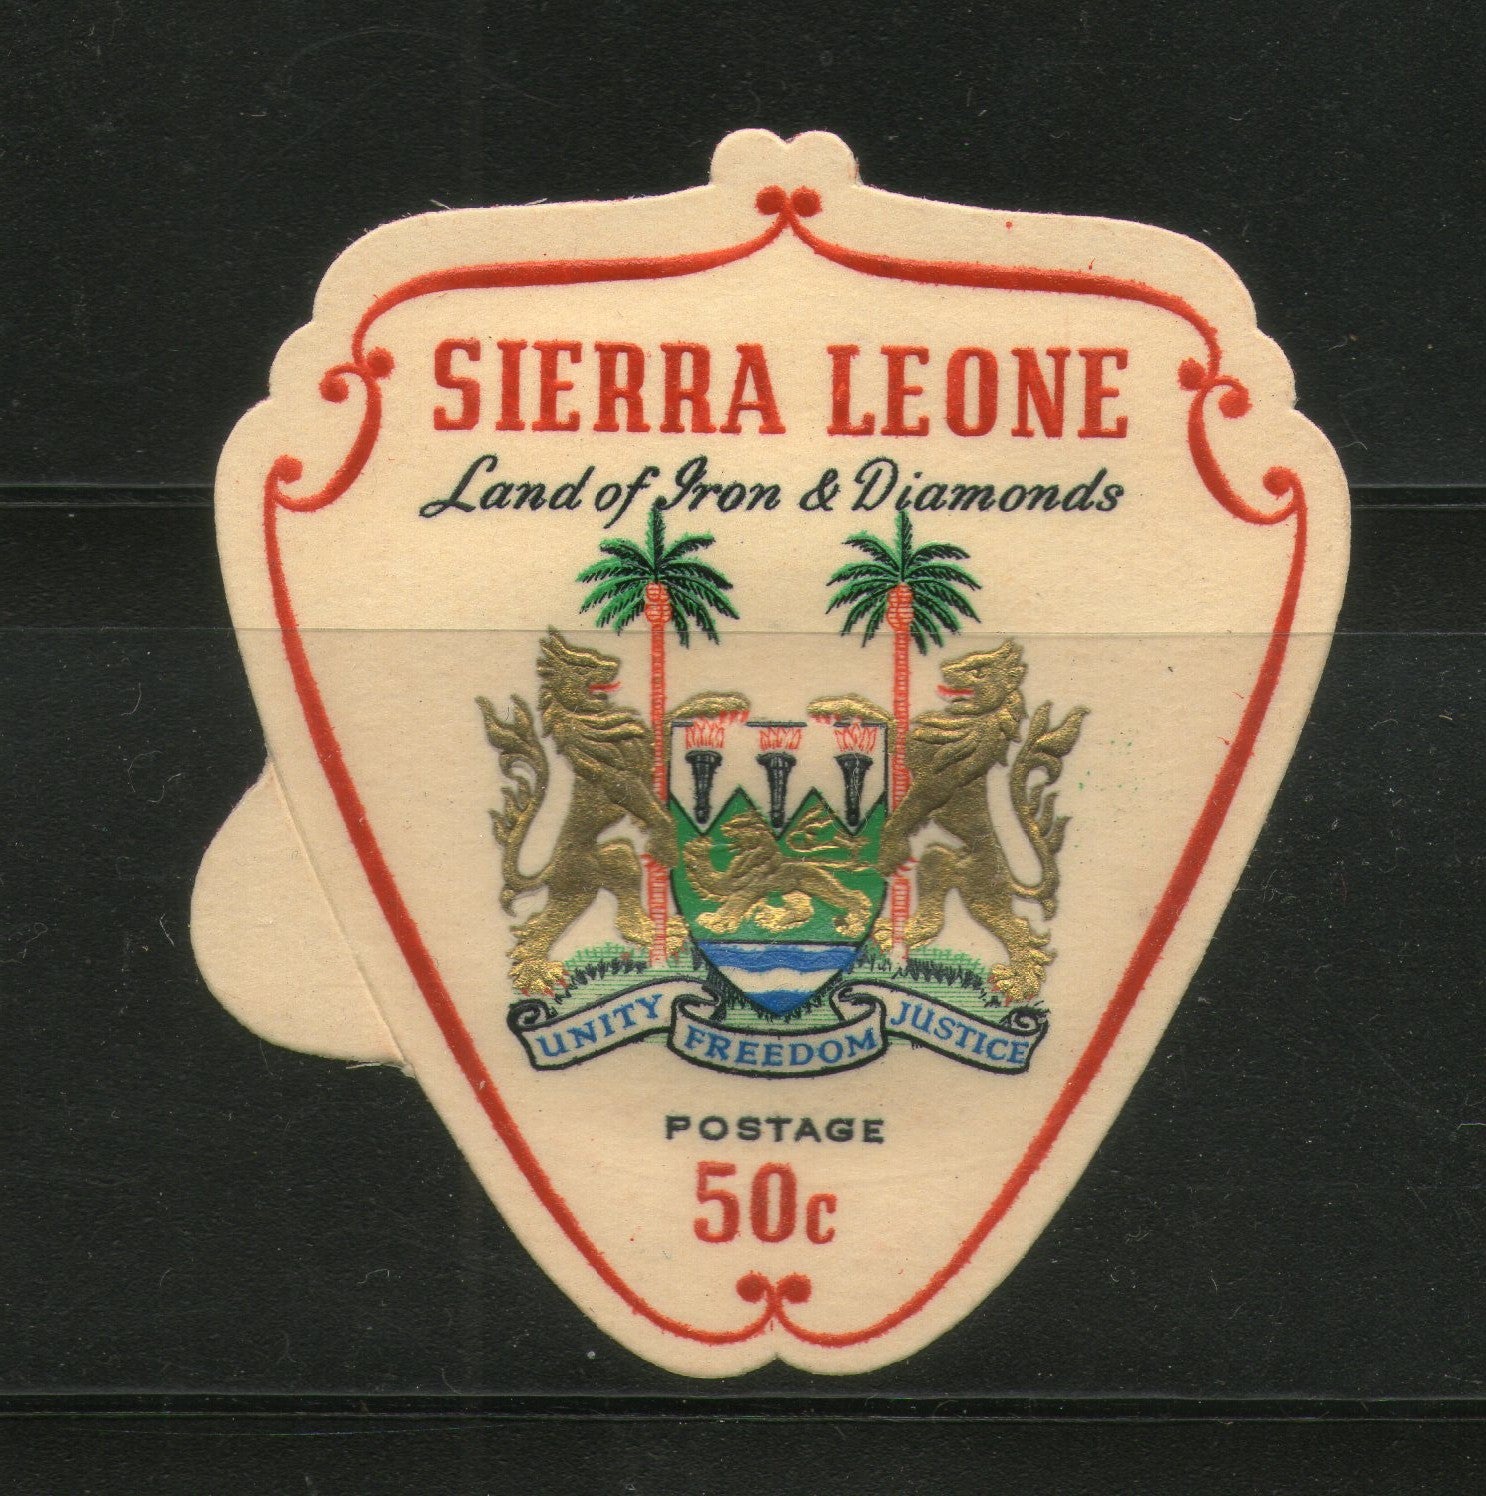 SIERRA LEONE
Land of Iron & Diamonds
UNITY FREEDOM JUSTICE
POSTAGE
50c